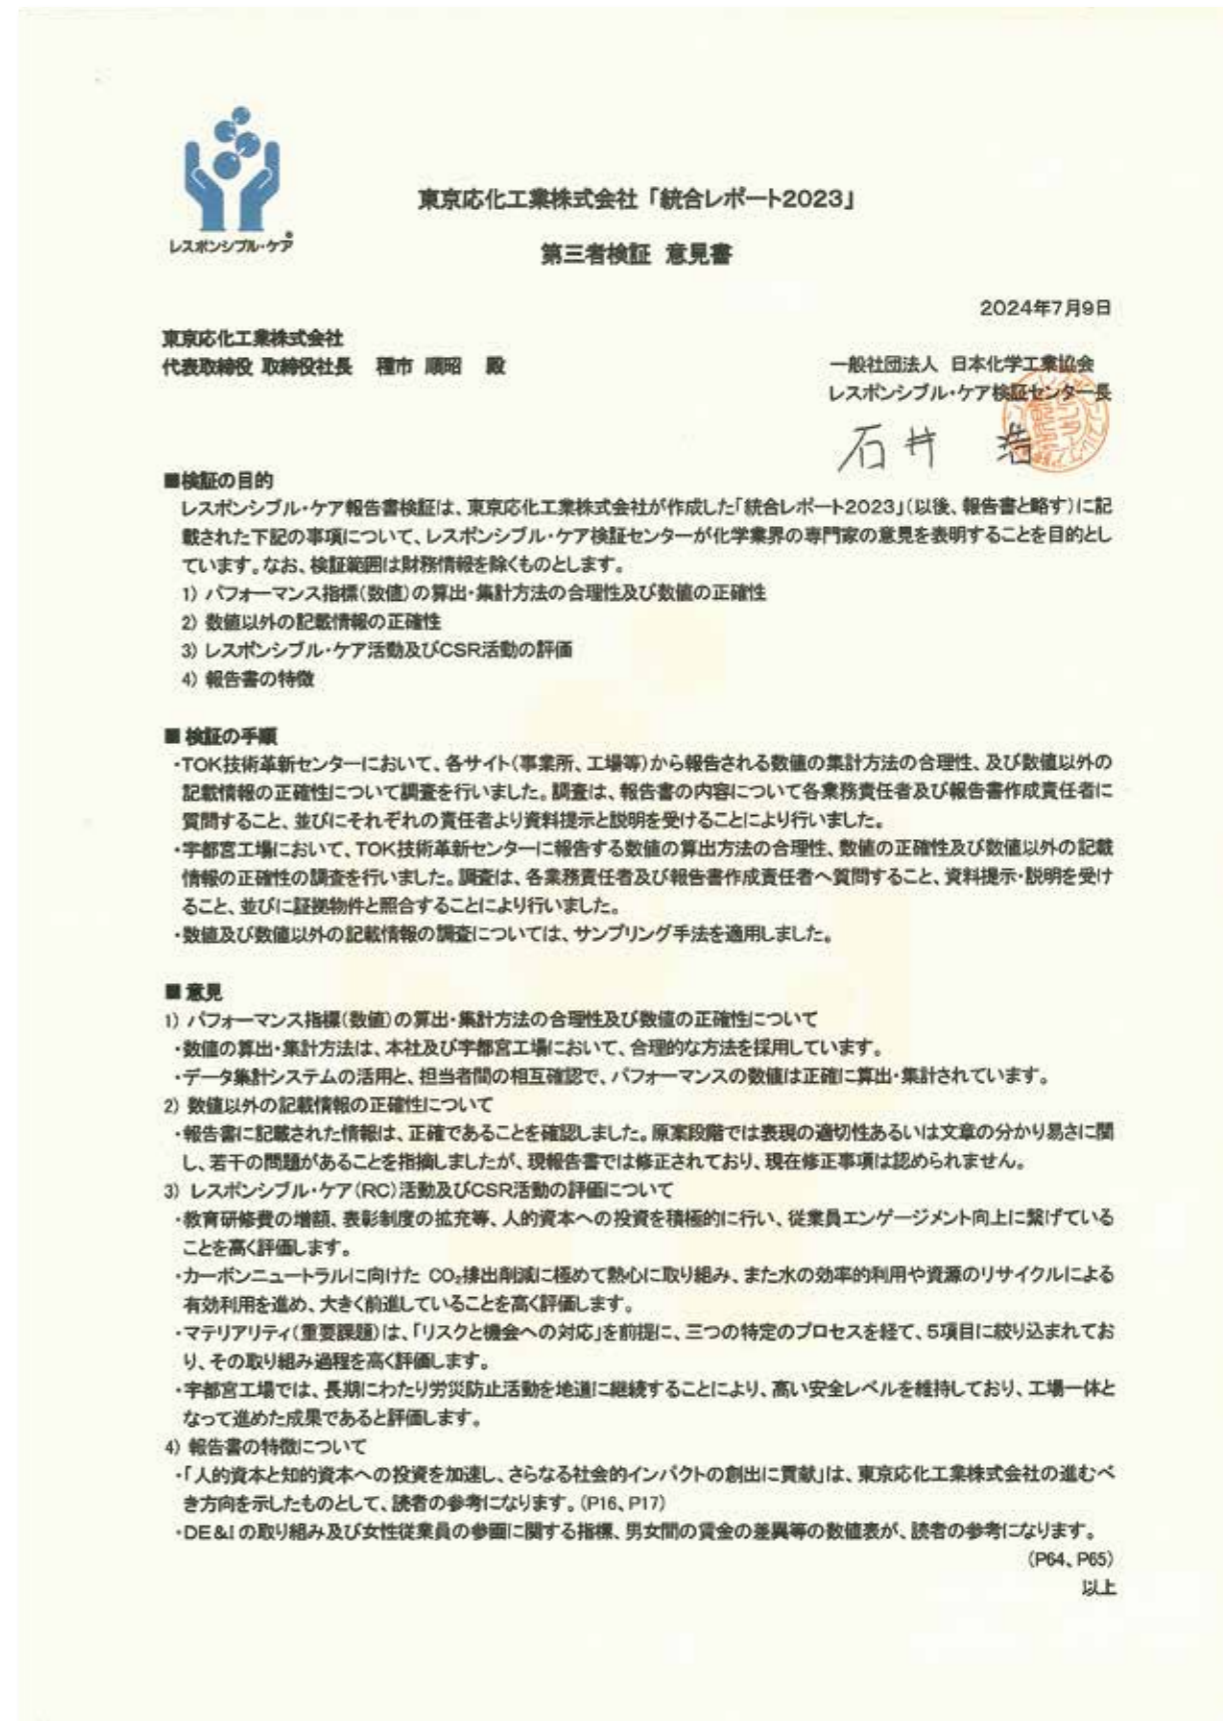 レスポンシブル・ケア
東京応化工業株式会社「統合レポート2023」
第三者検証 意見書
2024年7月9日
東京応化工業株式会社
代表取締役 取締役社長 種市 順昭 殿
一般社団法人 日本化学工業協会
レスポンシブル・ケア検証センター長
石井 浩
■検証の目的
レスポンシブル・ケア報告書検証は、東京応化工業株式会社が作成した「統合レポート2023」(以後、報告書と略す)に記
載された下記の事項について、レスポンシブル・ケア検証センターが化学業界の専門家の意見を表明することを目的とし
ています。なお、検証範囲は財務情報を除くものとします。
1) パフォーマンス指標(数値)の算出・集計方法の合理性及び数値の正確性
2) 数値以外の記載情報の正確性
3) レスポンシブル・ケア活動及びCSR活動の評価
4) 報告書の特徴
■ 検証の手順
・TOK技術革新センターにおいて、各サイト(事業所、工場等)から報告される数値の集計方法の合理性、及び数値以外の
記載情報の正確性について調査を行いました。調査は、報告書の内容について各業務責任者及び報告書作成責任者に
質問すること、並びにそれぞれの責任者より資料提示と説明を受けることにより行いました。
・宇都宮工場において、TOK技術革新センターに報告する数値の算出方法の合理性、数値の正確性及び数値以外の記載
情報の正確性の調査を行いました。調査は、各業務責任者及び報告書作成責任者へ質問すること、資料提示・説明を受け
ること、並びに証拠物件と照合することにより行いました。
・数値及び数値以外の記載情報の調査については、サンプリング手法を適用しました。
■ 意見
1) パフォーマンス指標(数値)の算出・集計方法の合理性及び数値の正確性について
・数値の算出・集計方法は、本社及び宇都宮工場において、合理的な方法を採用しています。
・データ集計システムの活用と、担当者間の相互確認で、パフォーマンスの数値は正確に算出・集計されています。
2) 数値以外の記載情報の正確性について
・報告書に記載された情報は、正確であることを確認しました。原案段階では表現の適切性あるいは文章の分かり易さに関
し、若干の問題があることを指摘しましたが、現報告書では修正されており、現在修正事項は認められません。
3) レスポンシブル・ケア(RC)活動及びCSR活動の評価について
・教育研修費の増額、表彰制度の拡充等、人的資本への投資を積極的に行い、従業員エンゲージメント向上に繋げている
ことを高く評価します。
・カーボンニュートラルに向けた CO₂排出削減に極めて熱心に取り組み、また水の効率的利用や資源のリサイクルによる
有効利用を進め、大きく前進していることを高く評価します。
・マテリアリティ(重要課題)は、「リスクと機会への対応」を前提に、三つの特定のプロセスを経て、5項目に絞り込まれてお
り、その取り組み過程を高く評価します。
・宇都宮工場では、長期にわたり労災防止活動を地道に継続することにより、高い安全レベルを維持しており、工場一体と
なって進めた成果であると評価します。
4) 報告書の特徴について
・「人的資本と知的資本への投資を加速し、さらなる社会的インパクトの創出に貢献」は、東京応化工業株式会社の進むべ
き方向を示したものとして、読者の参考になります。(P16、P17)
・DE&Iの取り組み及び女性従業員の参画に関する指標、男女間の賃金の差異等の数値表が、読者の参考になります。
(P64、P65)
以上